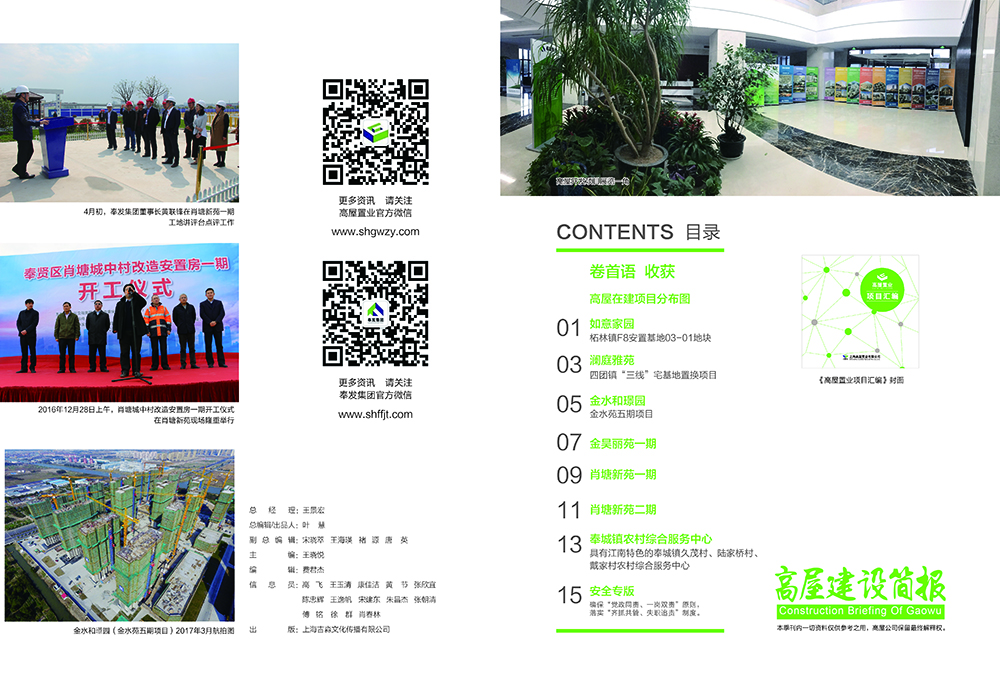 4月初，奉发集团董事长黄联锋在肖塘新苑一期
工地讲评台点评工作
奉贤区肖塘城中村改造安置房一期
开工仪式
2016年12月28日上午，肖塘城中村改造安置房一期开工仪式
在肖塘新苑现场隆重举行
金水和璟园（金水苑五期项目）2017年3月航拍图
更多资讯 请关注
高屋置业官方微信
www.shgwzy.com
奉发集团
更多资讯 请关注
奉发集团官方微信
www.shffjt.com
总 经 理：王景宏
总编辑/出品人：叶 慧
副 总 编 辑：宋晓萃 王海瑛 褚 源 唐 英
主 编：王晓悦
编 辑：费君杰
信 息 员：高 飞 王玉清 康佳洁 黄 节 张欣宜
陈忠辉 王逸帆 宋建东 朱晶杰 张朝清
傅 铭 徐 群 肖春林
出 版：上海吉淼文化传播有限公司
CONTENTS 目录
卷首语 收获
高屋在建项目分布图
01 如意家园
柘林镇F8安置基地03-01地块
03 润庭雅苑
四团镇“三线”宅基地置换项目
05 金水和璟园
金水苑五期项目
07 金昊丽苑一期
09 肖塘新苑一期
11 肖塘新苑二期
13 奉城镇农村综合服务中心
具有江南特色的奉城镇久茂村、陆家桥村、
戴家村农村综合服务中心
15 安全专版
确保“党政同责、一岗双责”原则，
落实“齐抓共管、失职追责”制度。
高屋置业
项目汇编
《高屋置业项目汇编》封面
高屋建设简报
Construction Briefing Of Gaowu
本季刊内一切资料仅供参考之用，高屋公司保留最终解释权。